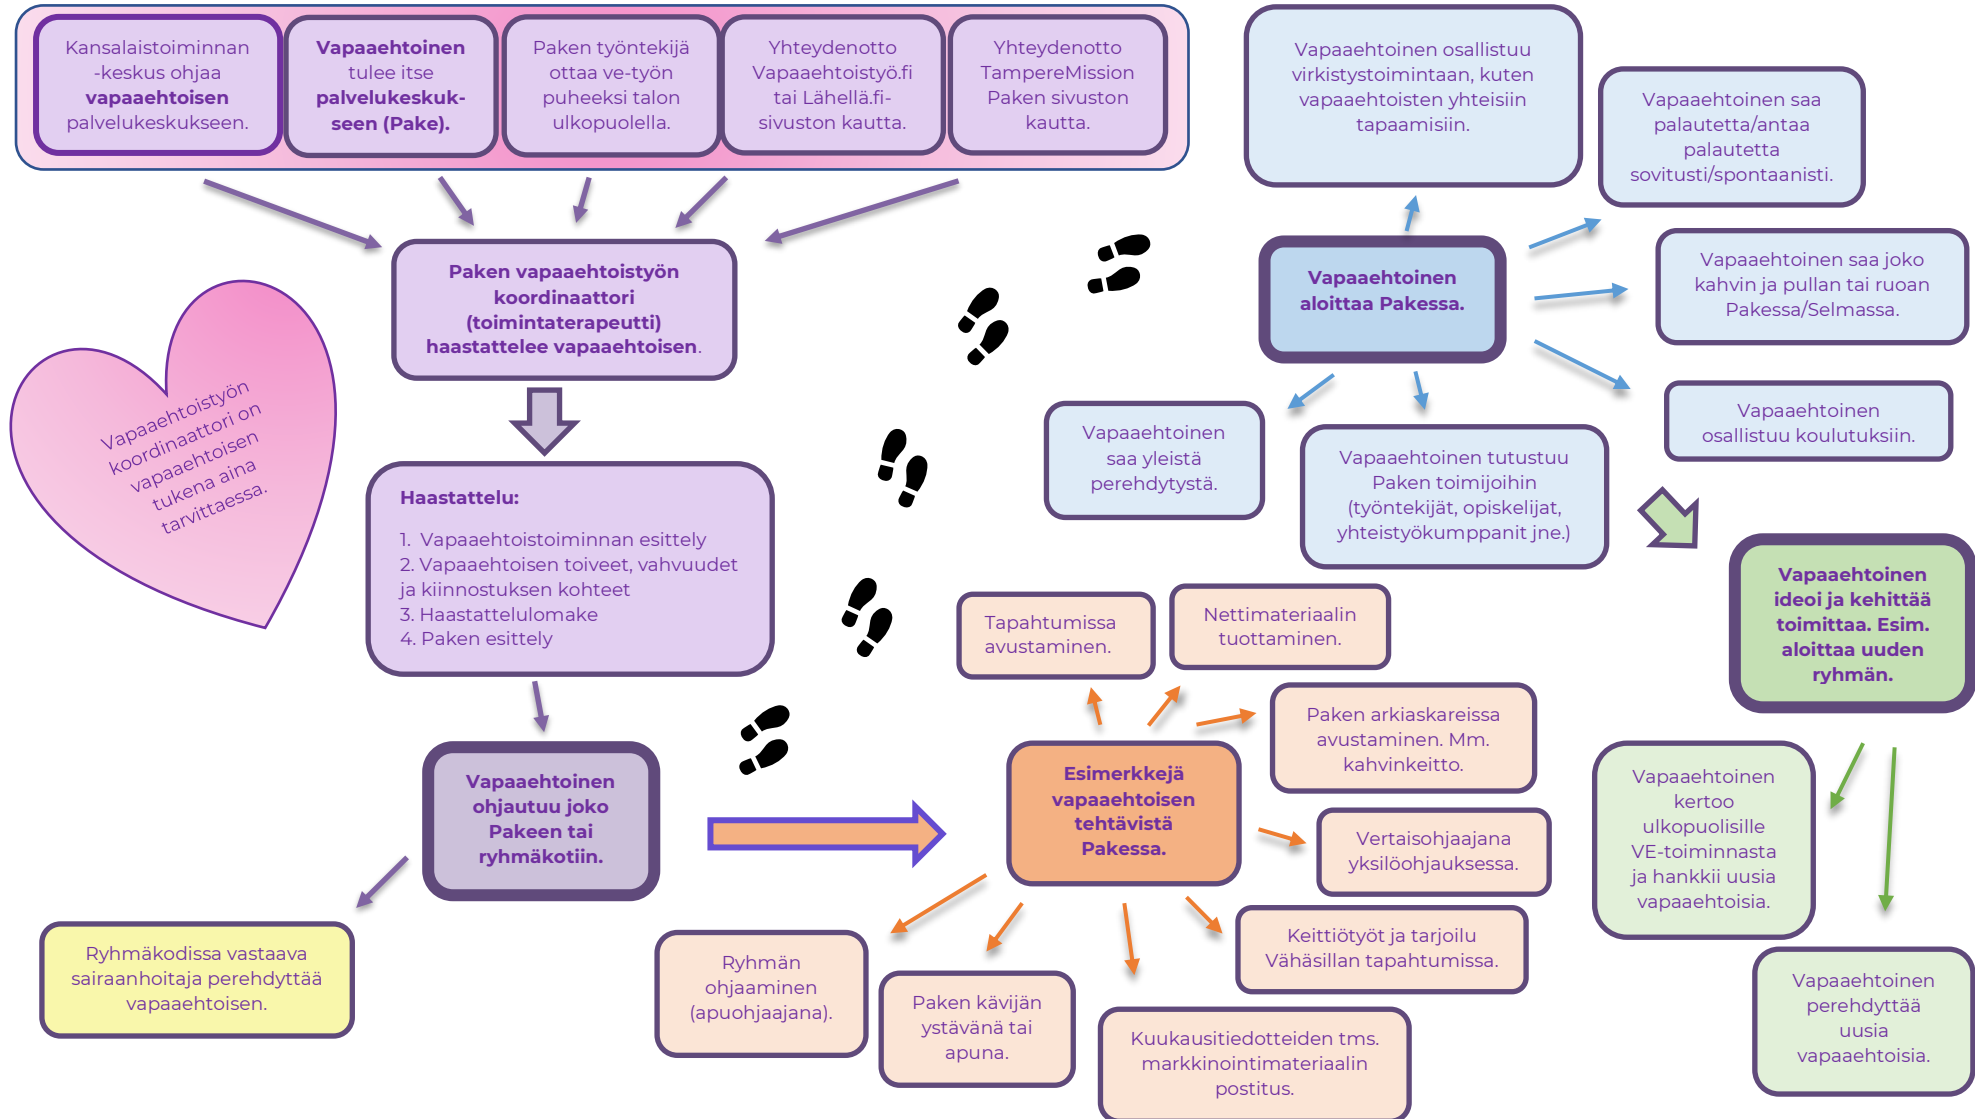 Kansalaistoiminnan
-keskus ohjaa
vapaaehtoisen
palvelukeskukseen.
Vapaaehtoinen
tulee itse
palvelukeskuk-
seen (Pake).
Paken työntekijä
ottaa ve-työn
puheeksi talon
ulkopuolella.
Yhteydenotto
Vapaaehtoistyö.fi
tai Lähellä.fi-
sivuston kautta.
Yhteydenotto
TampereMission
Paken sivuston
kautta.
Paken vapaaehtoistyön
koordinaattori
(toimintaterapeutti)
haastattelee vapaaehtoisen.
Vapaaehtoistyön
koordinaattori on
vapaaehtoisen
tukena aina
tarvittaessa.
Haastattelu:
1. Vapaaehtoistoiminnan esittely
2. Vapaaehtoisen toiveet, vahvuudet
ja kiinnostuksen kohteet
3. Haastattelulomake
4. Paken esittely
Vapaaehtoinen
ohjautuu joko
Pakeen tai
ryhmäkotiin.
Ryhmäkodissa vastaava
sairaanhoitaja perehdyttää
vapaaehtoisen.
Vapaaehtoinen osallistuu
virkistystoimintaan, kuten
vapaaehtoisten yhteisiin
tapaamisiin.
Vapaaehtoinen saa
palautetta/antaa
palautetta
sovitusti/spontaanisti.
Vapaaehtoinen
aloittaa Pakessa.
Vapaaehtoinen saa joko
kahvin ja pullan tai ruoan
Pakessa/Selmassa.
Vapaaehtoinen
osallistuu koulutuksiin.
Vapaaehtoinen
saa yleistä
perehdytystä.
Vapaaehtoinen tutustuu
Paken toimijoihin
(työntekijät, opiskelijat,
yhteistyökumppanit jne.)
Vapaaehtoinen
ideoi ja kehittää
toimittaa. Esim.
aloittaa uuden
ryhmän.
Tapahtumissa
avustaminen.
Nettimateriaalin
tuottaminen.
Paken arkiaskareissa
avustaminen. Mm.
kahvinkeitto.
Esimerkkejä
vapaaehtoisen
tehtävistä
Pakessa.
Vertaisohjaajana
yksilöohjauksessa.
Keittiötyöt ja tarjoilu
Vähäsillan tapahtumissa.
Ryhmän
ohjaaminen
(apuohjaajana).
Paken kävijän
ystävänä tai
apuna.
Kuukausitiedotteiden tms.
markkinointimateriaalin
postitus.
Vapaaehtoinen
kertoo
ulkopuolisille
VE-toiminnasta
ja hankkii uusia
vapaaehtoisia.
Vapaaehtoinen
perehdyttää
uusia
vapaaehtoisia.